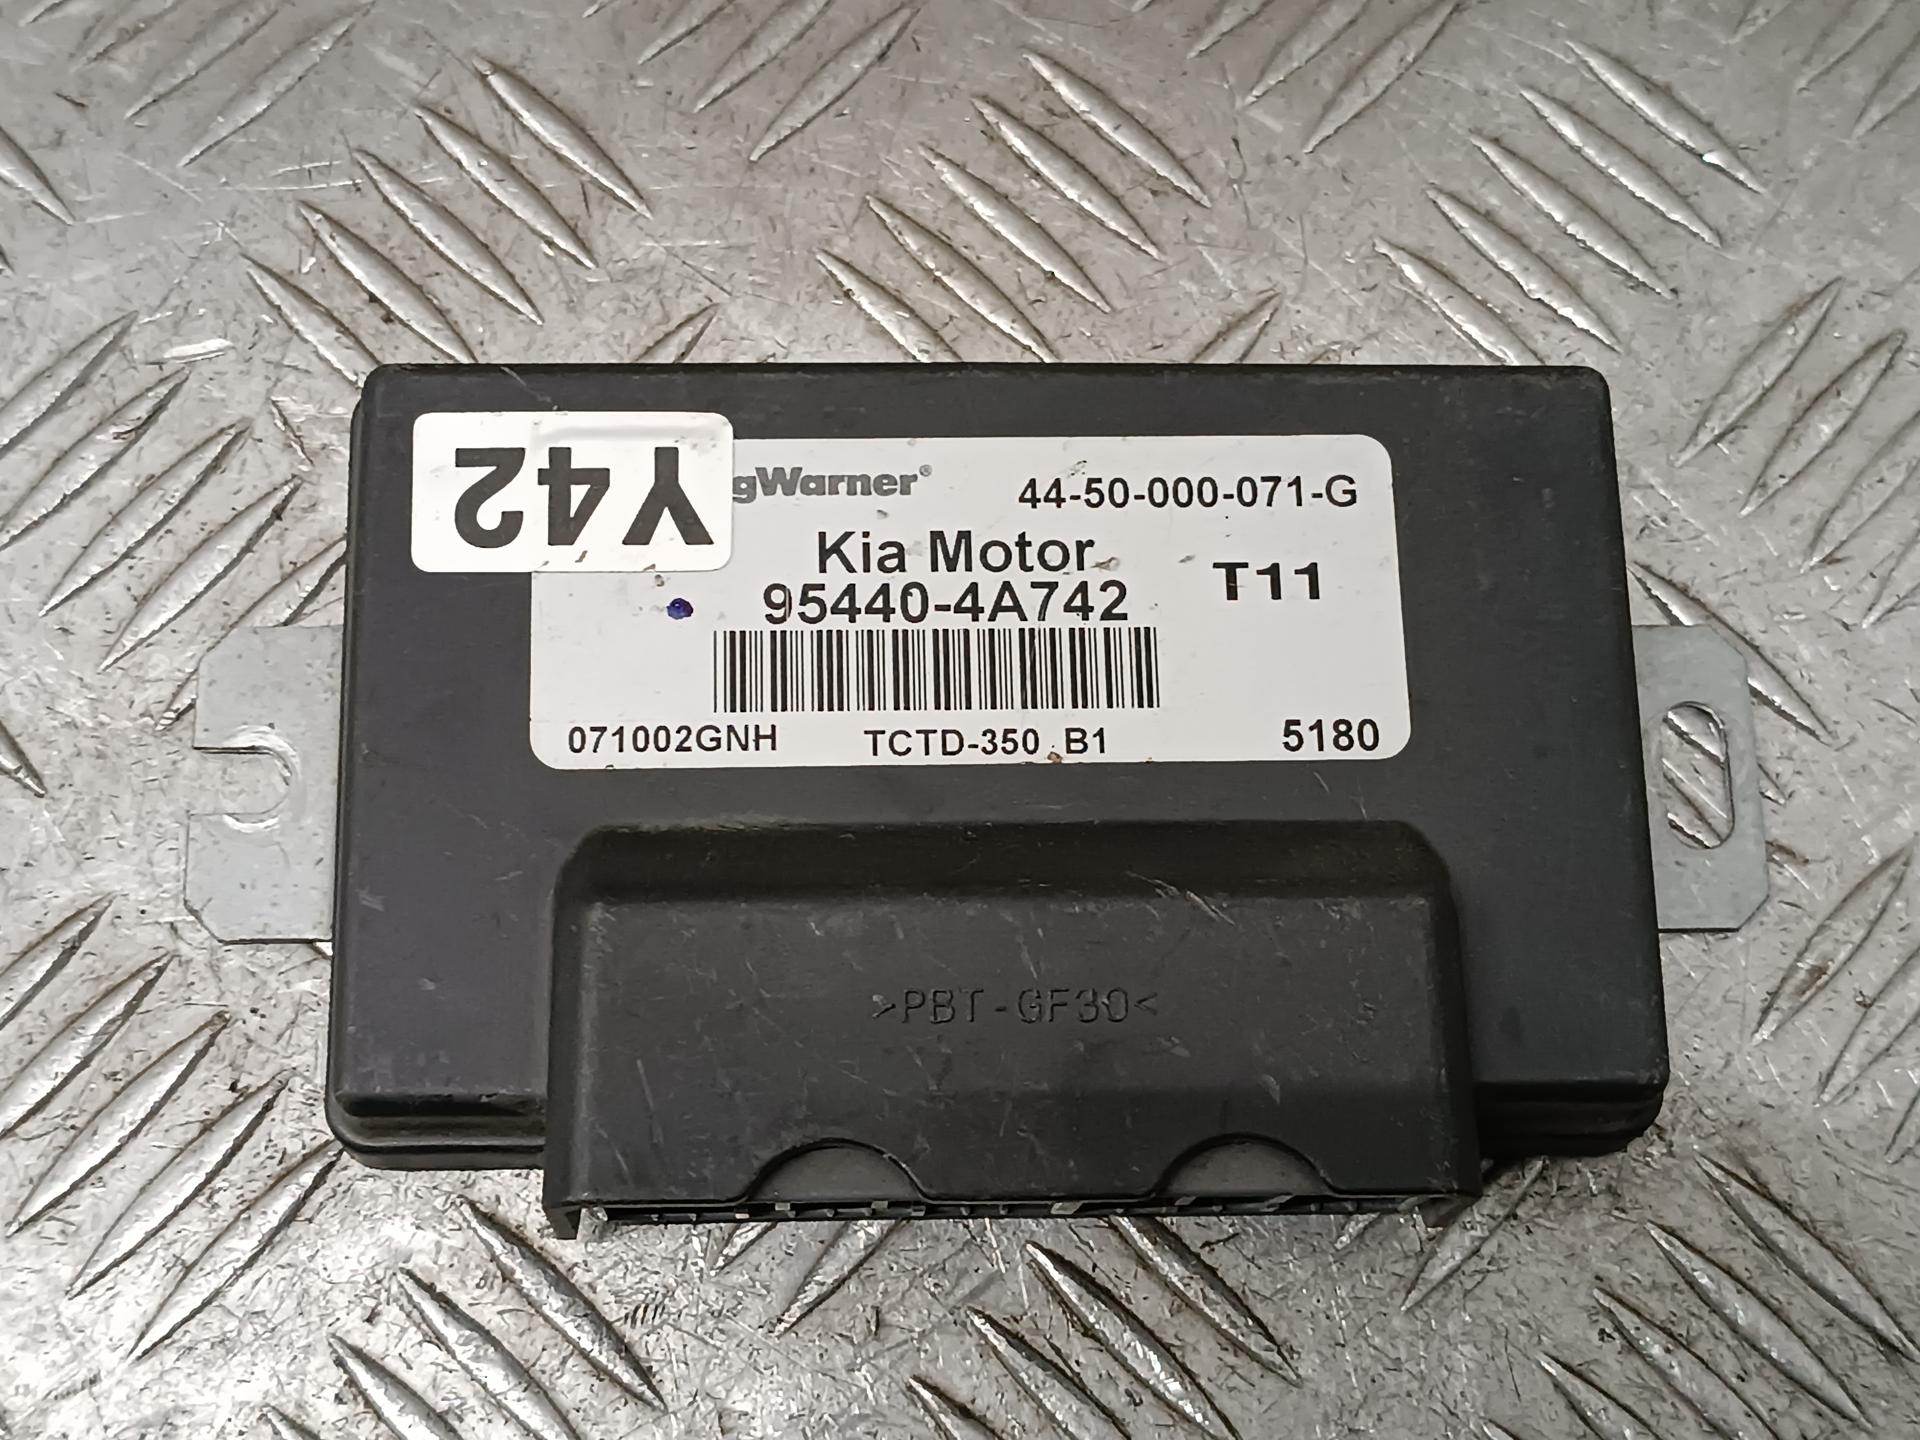 Y42
gWarner®
44-50-000-071-G
Kia Motor
95440-4A742
T11
071002GNH
TCTD-350 B1
5180
>PBT-GF30<